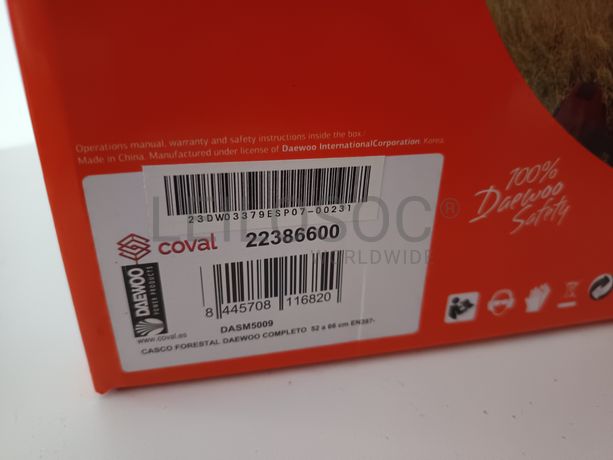 Operations manual, warranty and safety instructions inside the box /
Made in China. Manufactured under license of Daewoo InternationalCorporation, Korea.
23DW03379ESP07-00231
LEILOSOC®
WORLDWIDE
coval 22386600
DAEWOO
POWER PRODUCTS
8 445708 116820
www.coval.es
DASM5009
CASCO FORESTAL DAEWOO COMPLETO 52 a 66 cm EN397-
100%
Daewoo
Safety